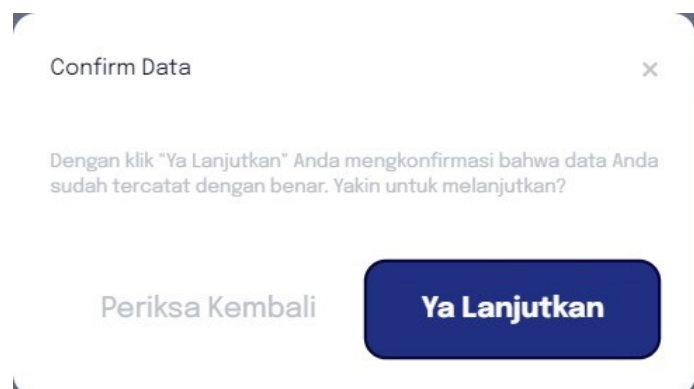 Confirm Data
Dengan klik "Ya Lanjutkan" Anda mengkonfirmasi bahwa data Anda
sudah tercatat dengan benar. Yakin untuk melanjutkan?
Periksa Kembali
Ya Lanjutkan